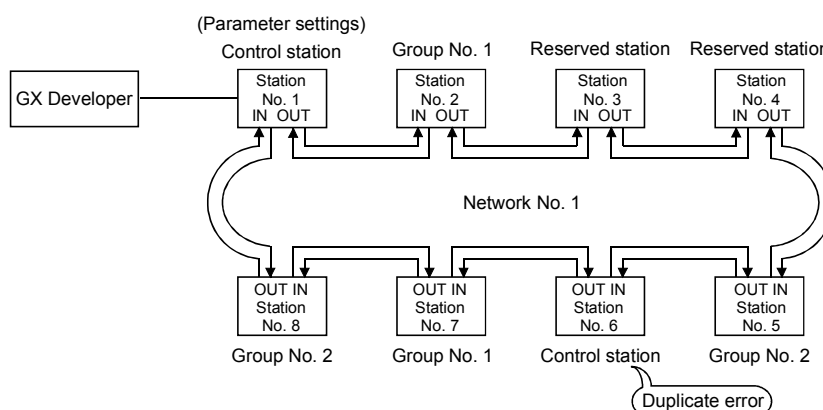 (Parameter settings)
Control station
Group No. 1
Reserved station
Reserved station
GX Developer
Station
No. 1
IN OUT
Station
No. 2
IN OUT
Station
No. 3
IN OUT
Station
No. 4
IN OUT
Network No. 1
OUT IN
Station
No. 8
OUT IN
Station
No. 7
OUT IN
Station
No. 6
OUT IN
Station
No. 5
Group No. 2
Group No. 1
Control station
Group No. 2
Duplicate error